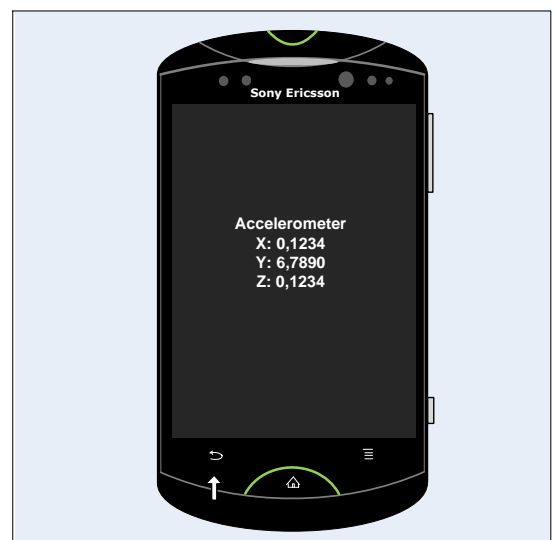 Sony Ericsson
Accelerometer
X: 0,1234
Y: 6,7890
Z: 0,1234